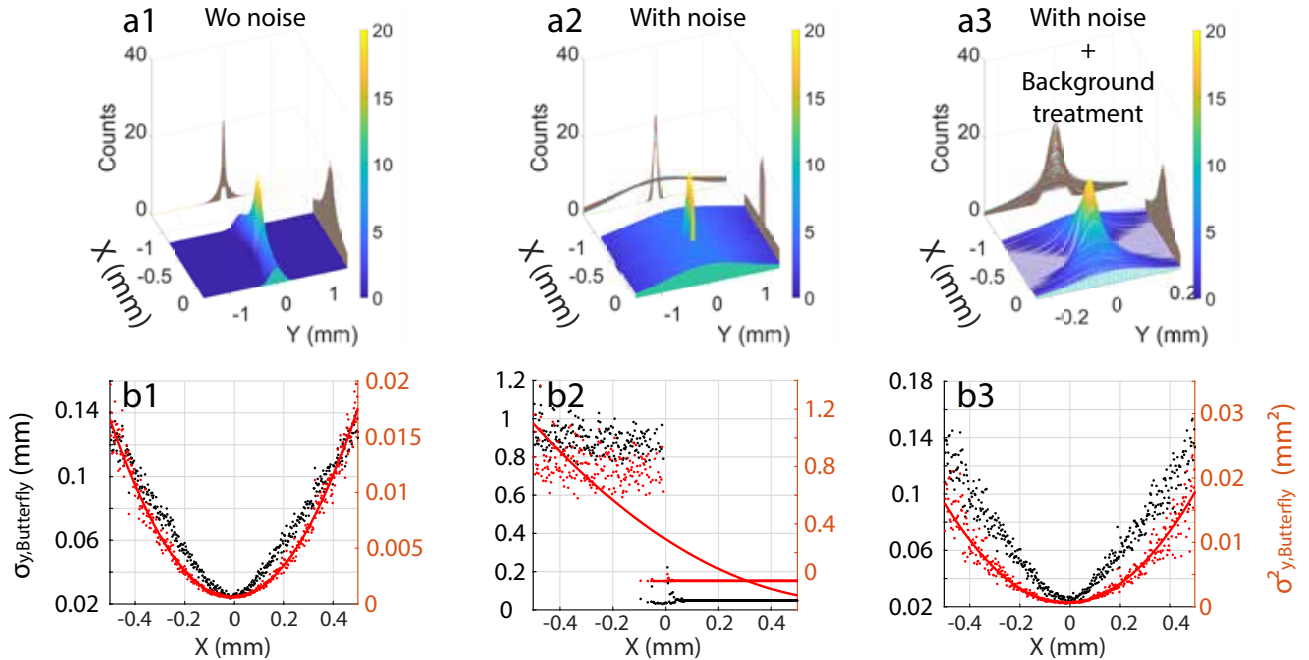 a1 Wo noise
40
20
0
Counts
X (mm)
-1
-0.5
0
-1
0
1
Y (mm)
20
15
10
5
0
a2 With noise
40
20
0
Counts
X (mm)
-1
-0.5
0
-1
0
1
Y (mm)
20
15
10
5
0
a3 With noise
+
Background
treatment
40
20
0
Counts
X (mm)
-1
-0.5
0
-0.2
0
0.2
Y (mm)
20
15
10
5
0
b1
σy,Butterfly (mm)
0.14
0.1
0.06
0.02
0.02
0.015
0.01
0.005
0
-0.4 -0.2 0 0.2 0.4
X (mm)
b2
1.2
1
0.8
0.6
0.4
0.2
0
1.2
0.8
0.4
0
-0.4 -0.2 0 0.2 0.4
X (mm)
b3
0.18
0.14
0.1
0.06
0.02
0.03
0.02
0.01
0
σ²y,Butterfly (mm²)
-0.4 -0.2 0 0.2 0.4
X (mm)